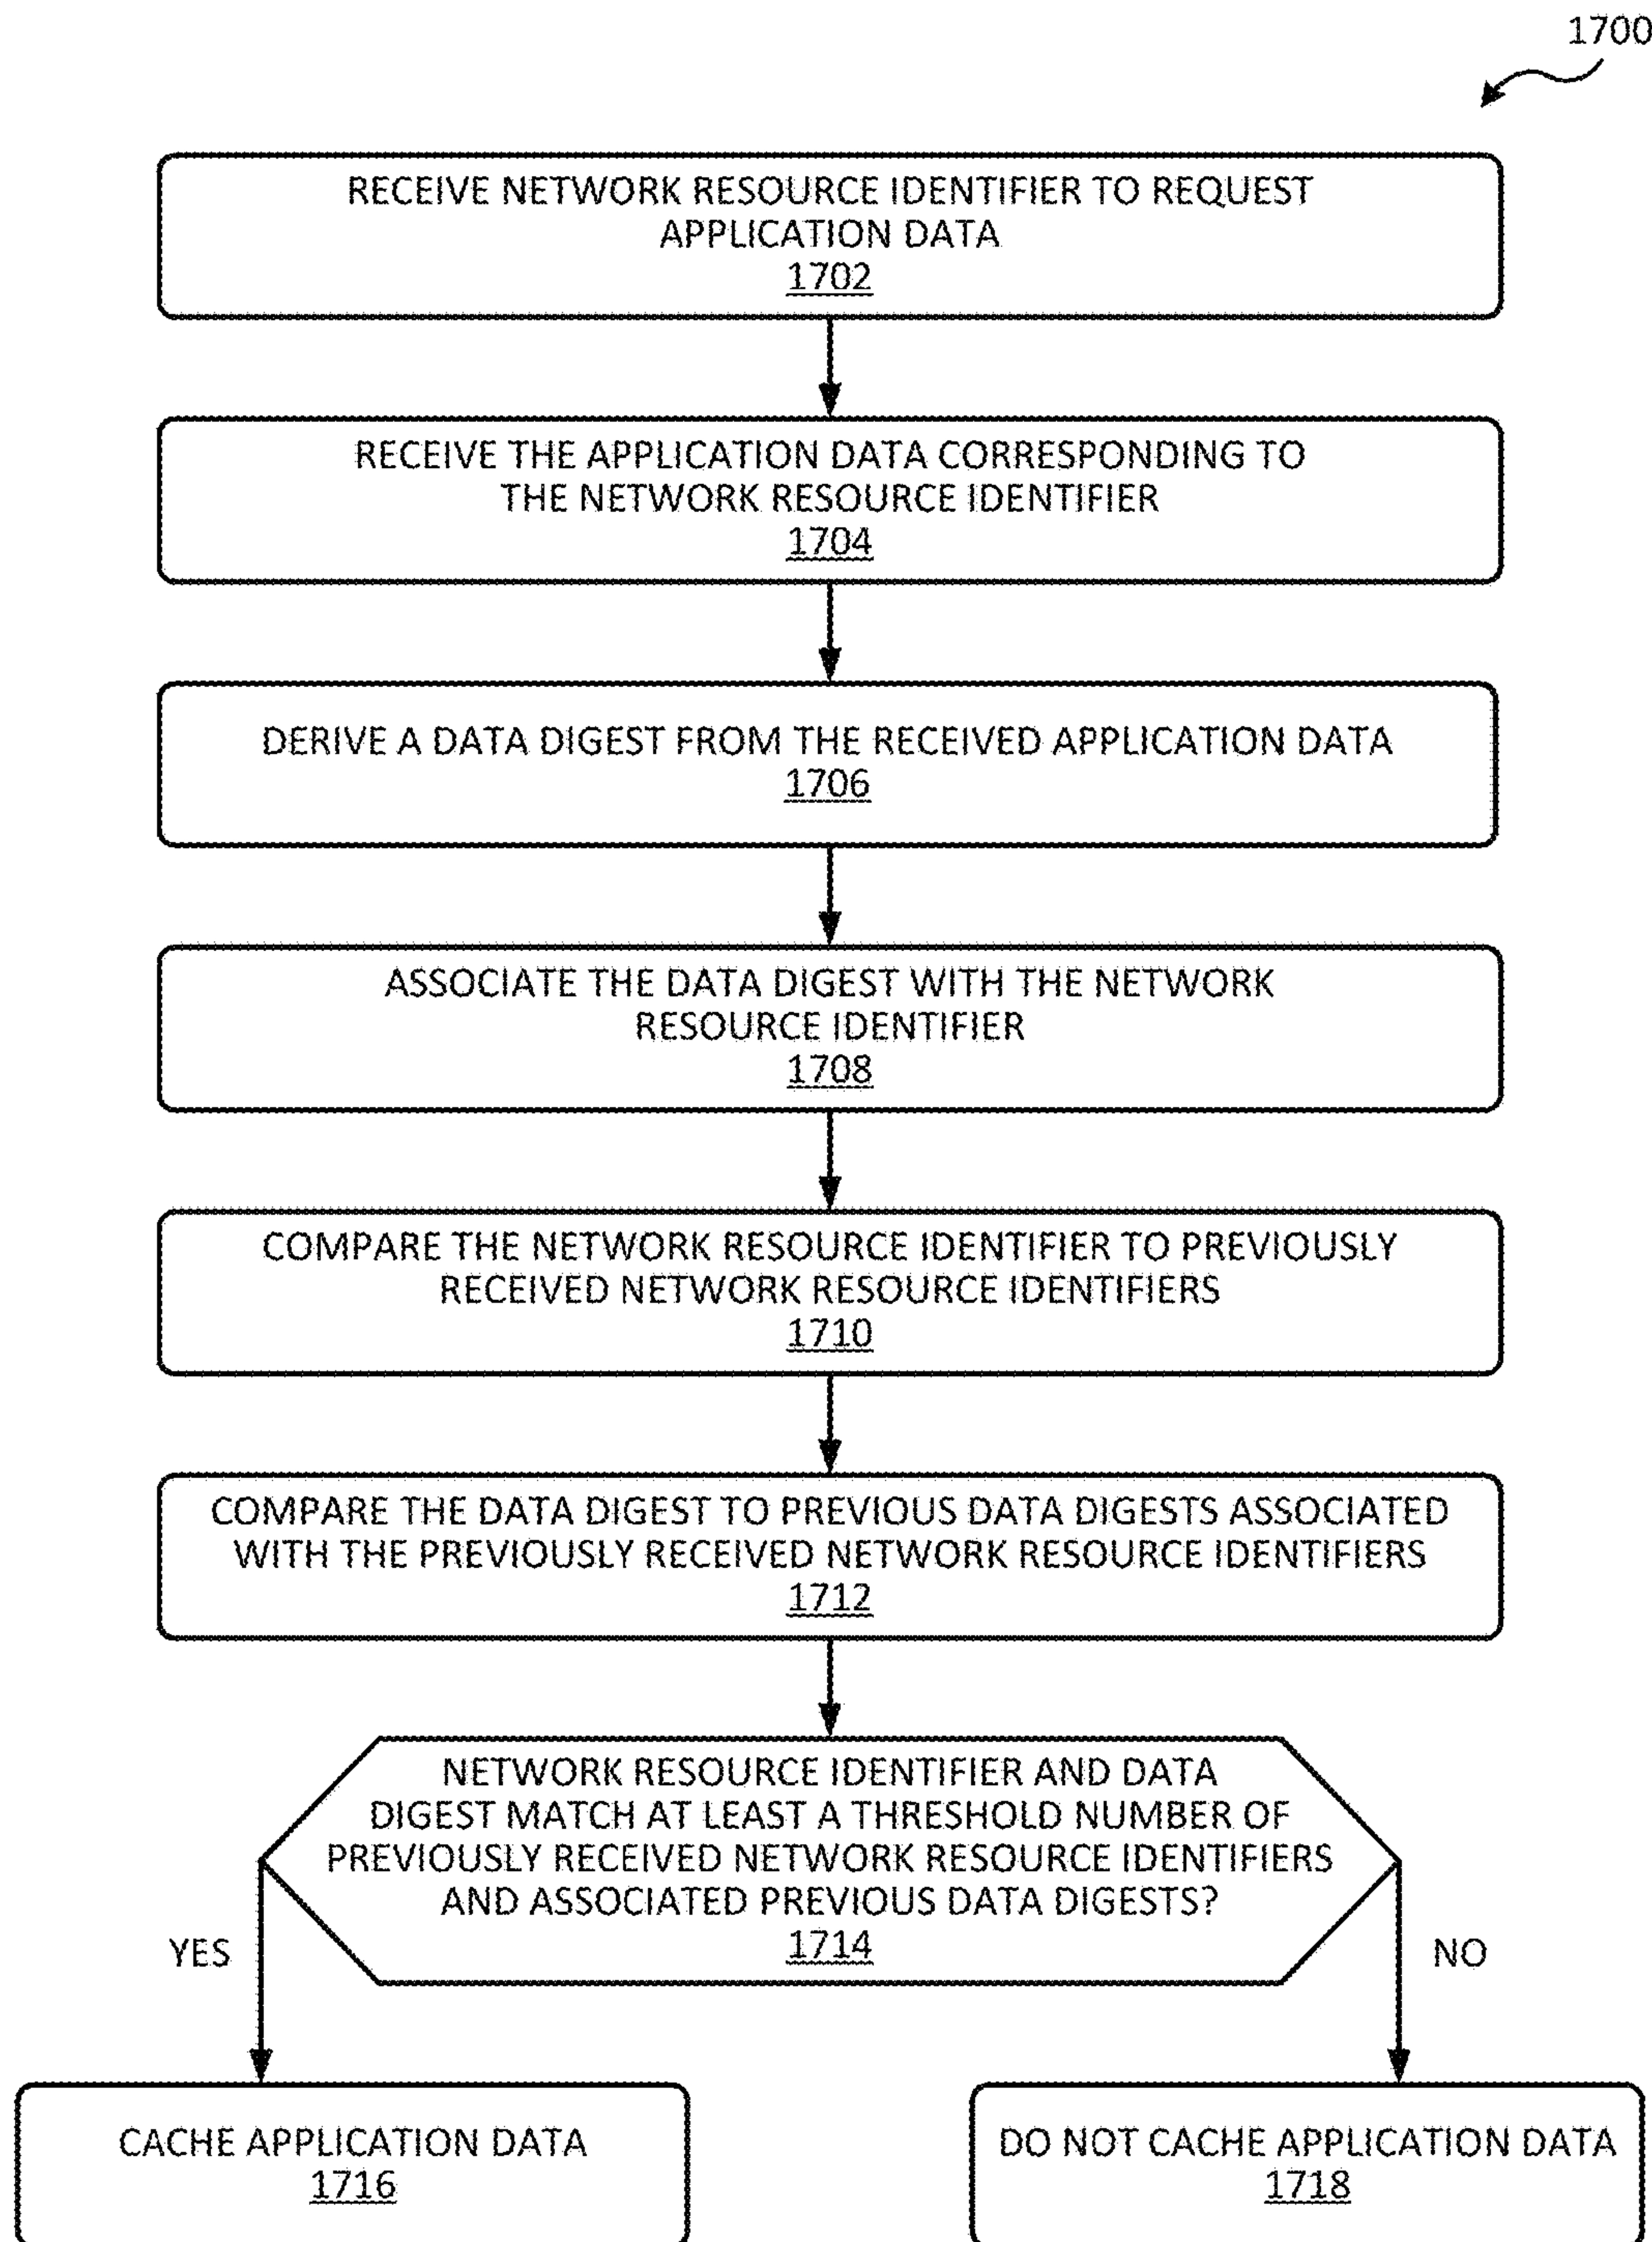 1700
RECEIVE NETWORK RESOURCE IDENTIFIER TO REQUEST
APPLICATION DATA
1702
RECEIVE THE APPLICATION DATA CORRESPONDING TO
THE NETWORK RESOURCE IDENTIFIER
1704
DERIVE A DATA DIGEST FROM THE RECEIVED APPLICATION DATA
1706
ASSOCIATE THE DATA DIGEST WITH THE NETWORK
RESOURCE IDENTIFIER
1708
COMPARE THE NETWORK RESOURCE IDENTIFIER TO PREVIOUSLY
RECEIVED NETWORK RESOURCE IDENTIFIERS
1710
COMPARE THE DATA DIGEST TO PREVIOUS DATA DIGESTS ASSOCIATED
WITH THE PREVIOUSLY RECEIVED NETWORK RESOURCE IDENTIFIERS
1712
NETWORK RESOURCE IDENTIFIER AND DATA
DIGEST MATCH AT LEAST A THRESHOLD NUMBER OF
PREVIOUSLY RECEIVED NETWORK RESOURCE IDENTIFIERS
AND ASSOCIATED PREVIOUS DATA DIGESTS?
1714
YES
NO
CACHE APPLICATION DATA
1716
DO NOT CACHE APPLICATION DATA
1718